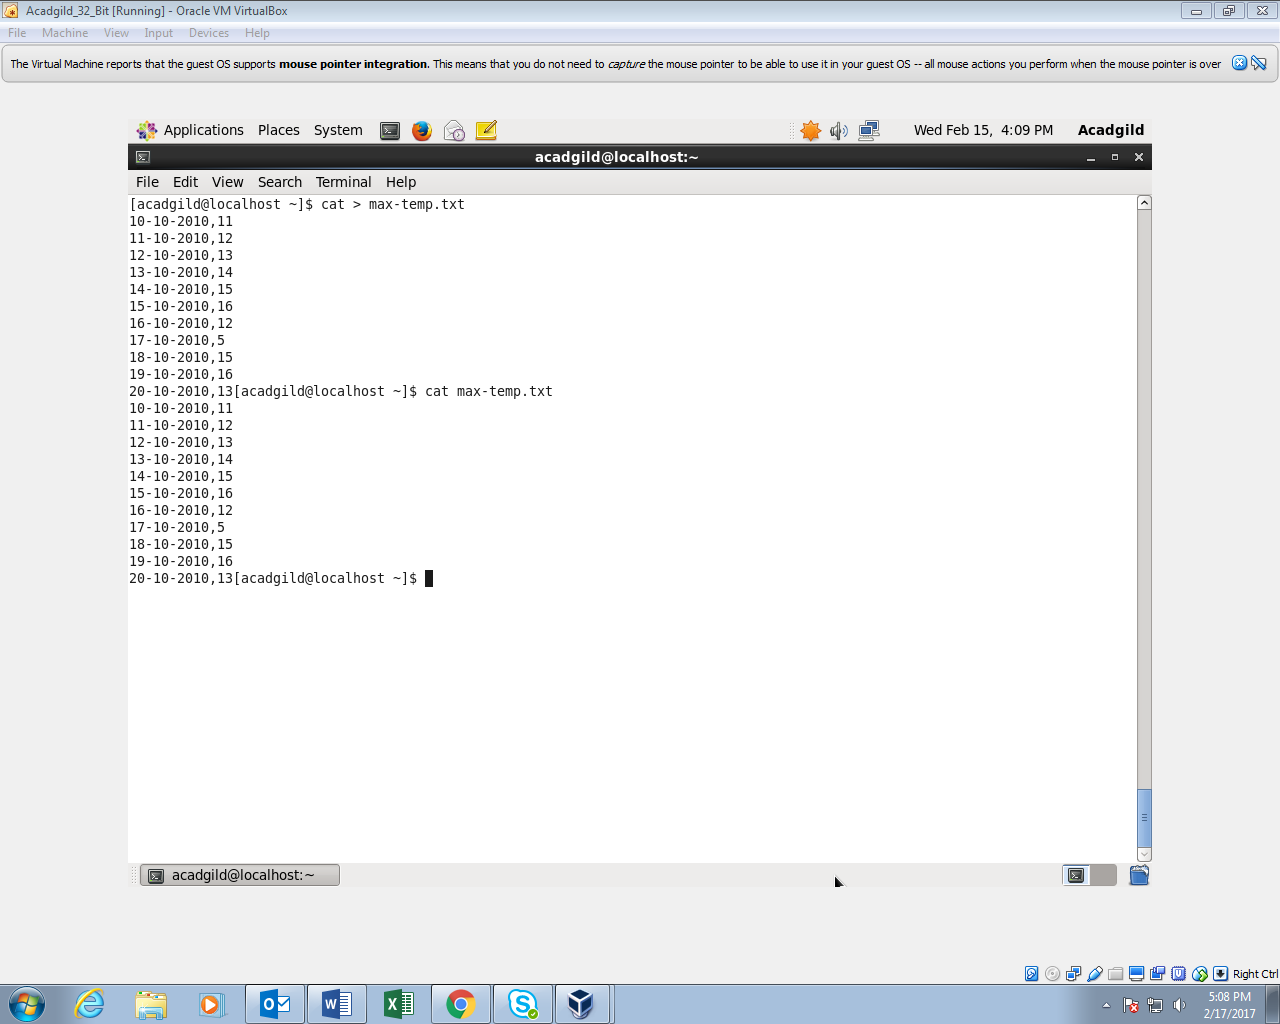 Acadgild_32_Bit [Running] - Oracle VM VirtualBox
File Machine View Input Devices Help
The Virtual Machine reports that the guest OS supports mouse pointer integration. This means that you do not need to capture the mouse pointer to be able to use it in your guest OS -- all mouse actions you perform when the mouse pointer is over
Applications Places System Wed Feb 15, 4:09 PM Acadgild
acadgild@localhost:~
File Edit View Search Terminal Help
[acadgild@localhost ~]$ cat > max-temp.txt
10-10-2010,11
11-10-2010,12
12-10-2010,13
13-10-2010,14
14-10-2010,15
15-10-2010,16
16-10-2010,12
17-10-2010,5
18-10-2010,15
19-10-2010,16
20-10-2010,13[acadgild@localhost ~]$ cat max-temp.txt
10-10-2010,11
11-10-2010,12
12-10-2010,13
13-10-2010,14
14-10-2010,15
15-10-2010,16
16-10-2010,12
17-10-2010,5
18-10-2010,15
19-10-2010,16
20-10-2010,13[acadgild@localhost ~]$
acadgild@localhost:~
Right Ctrl
5:08 PM
2/17/2017